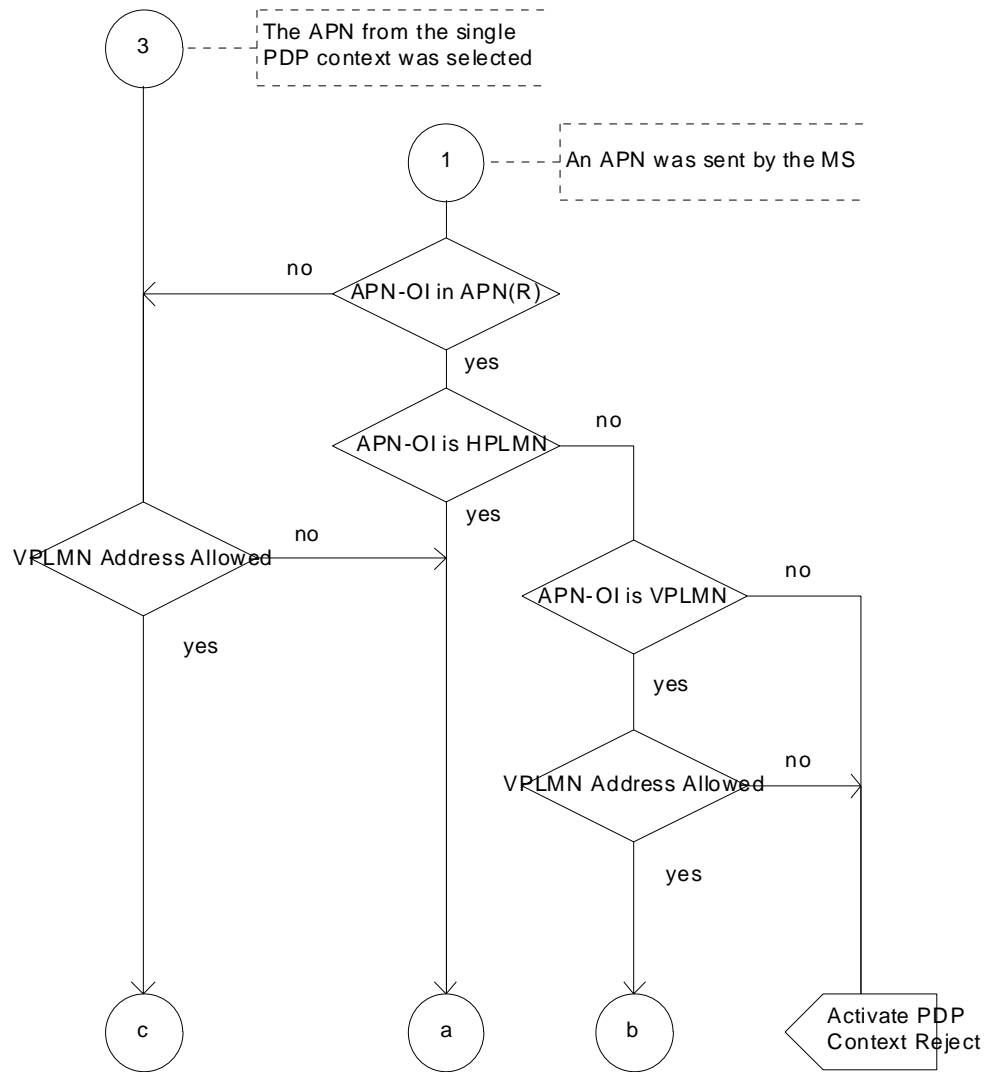 3
The APN from the single
PDP context was selected
1
An APN was sent by the MS
no
APN-OI in APN(R)
yes
no
APN-OI is HPLMN
yes
no
VPLMN Address Allowed
no
APN-OI is VPLMN
yes
yes
no
VPLMN Address Allowed
yes
c
a
b
Activate PDP
Context Reject